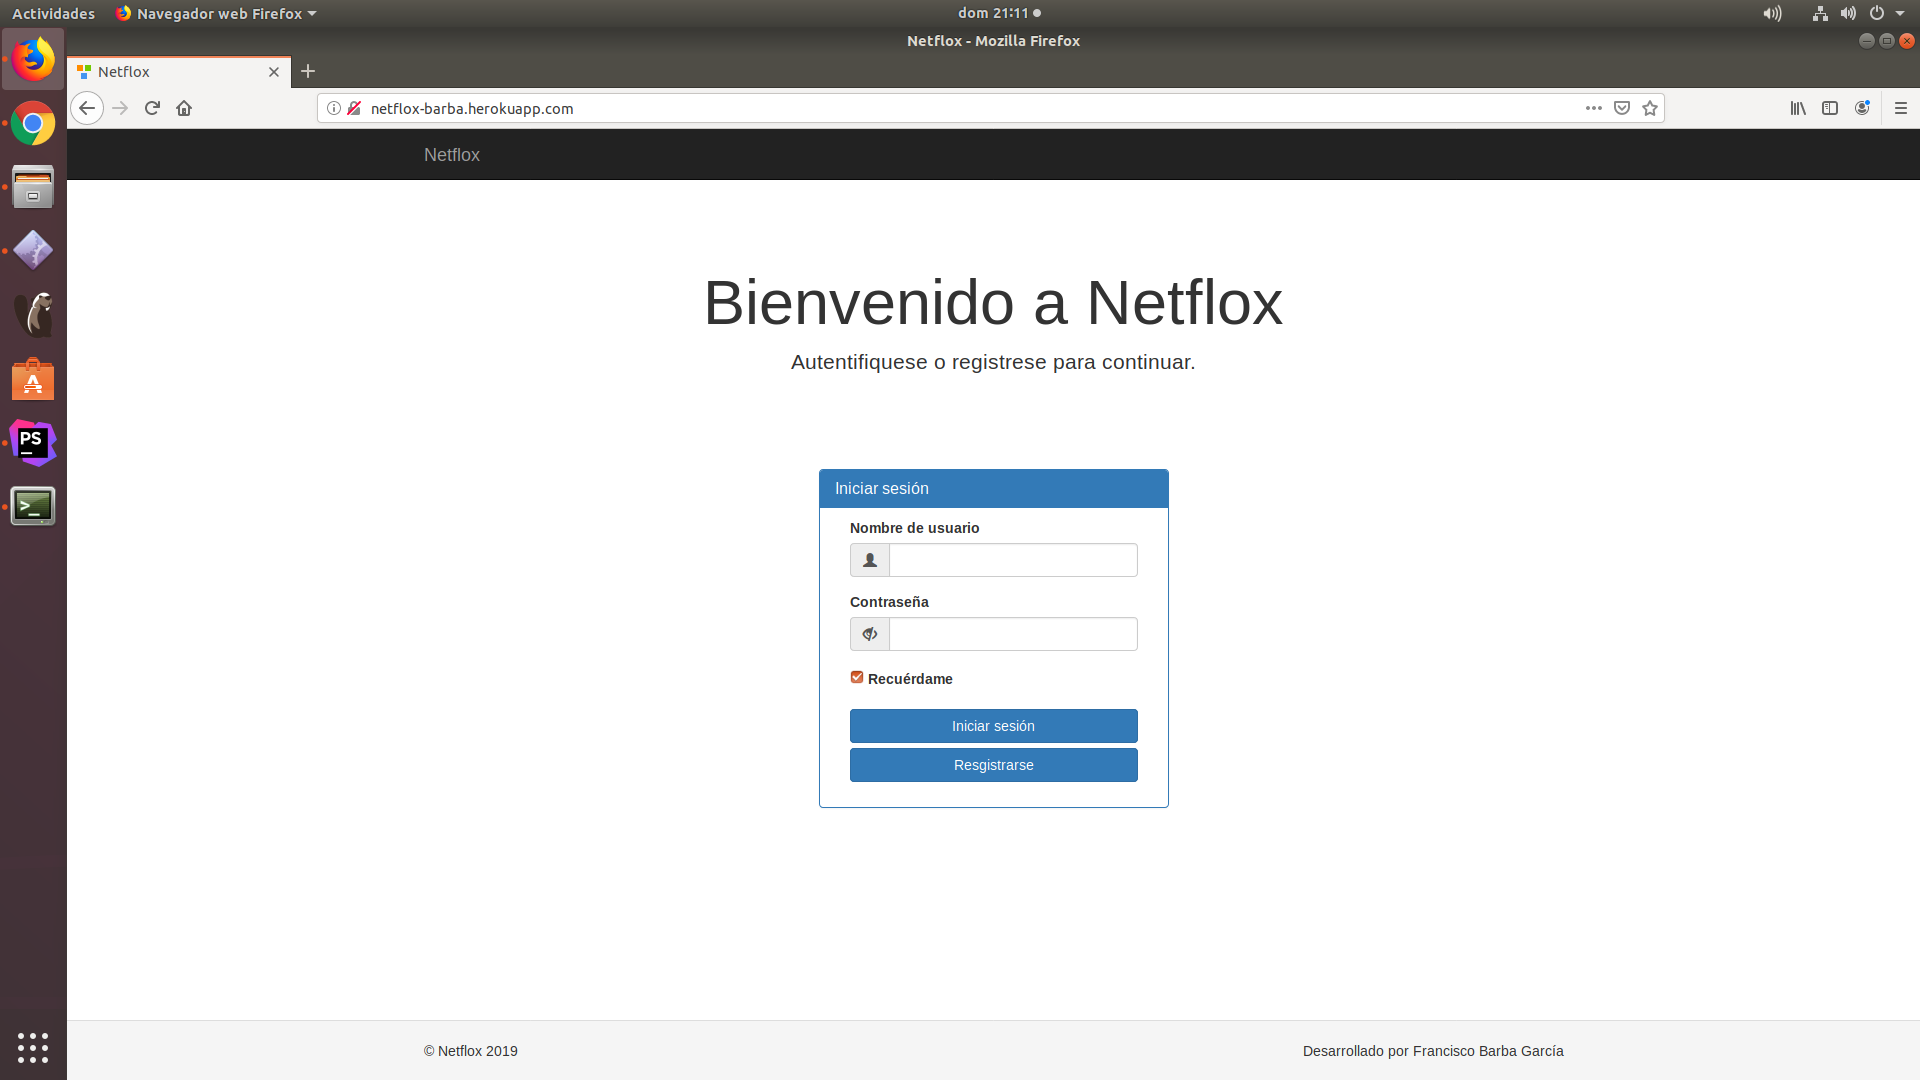 Actividades Navegador web Firefox dom 21:11
Netflox - Mozilla Firefox
Netflox
netflox-barba.herokuapp.com
Netflox
Bienvenido a Netflox
Autentifiquese o registrese para continuar.
Iniciar sesión
Nombre de usuario
Contraseña
Recuérdame
Iniciar sesión
Resgistrarse
PS
© Netflox 2019 Desarrollado por Francisco Barba García